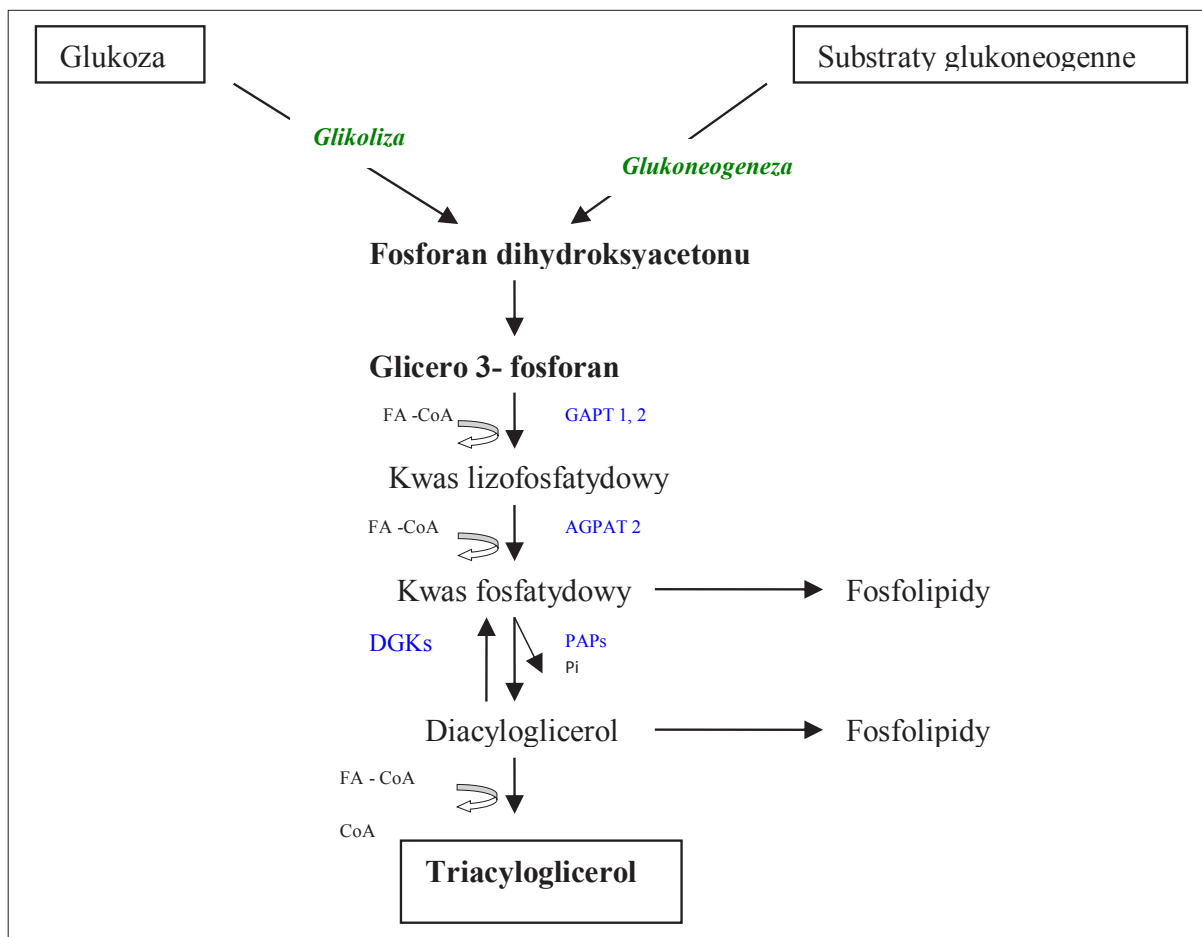 Glukoza
Substraty glukoneogenne
Glikoliza
Glukoneogeneza
Fosforan dihydroksyacetonu
Glicero 3- fosforan
FA -CoA
GAPT 1, 2
Kwas lizofosfatydowy
FA -CoA
AGPAT 2
Kwas fosfatydowy
Fosfolipidy
DGKs
PAPs
Pi
Diacyloglicerol
Fosfolipidy
FA - CoA
CoA
Triacyloglicerol